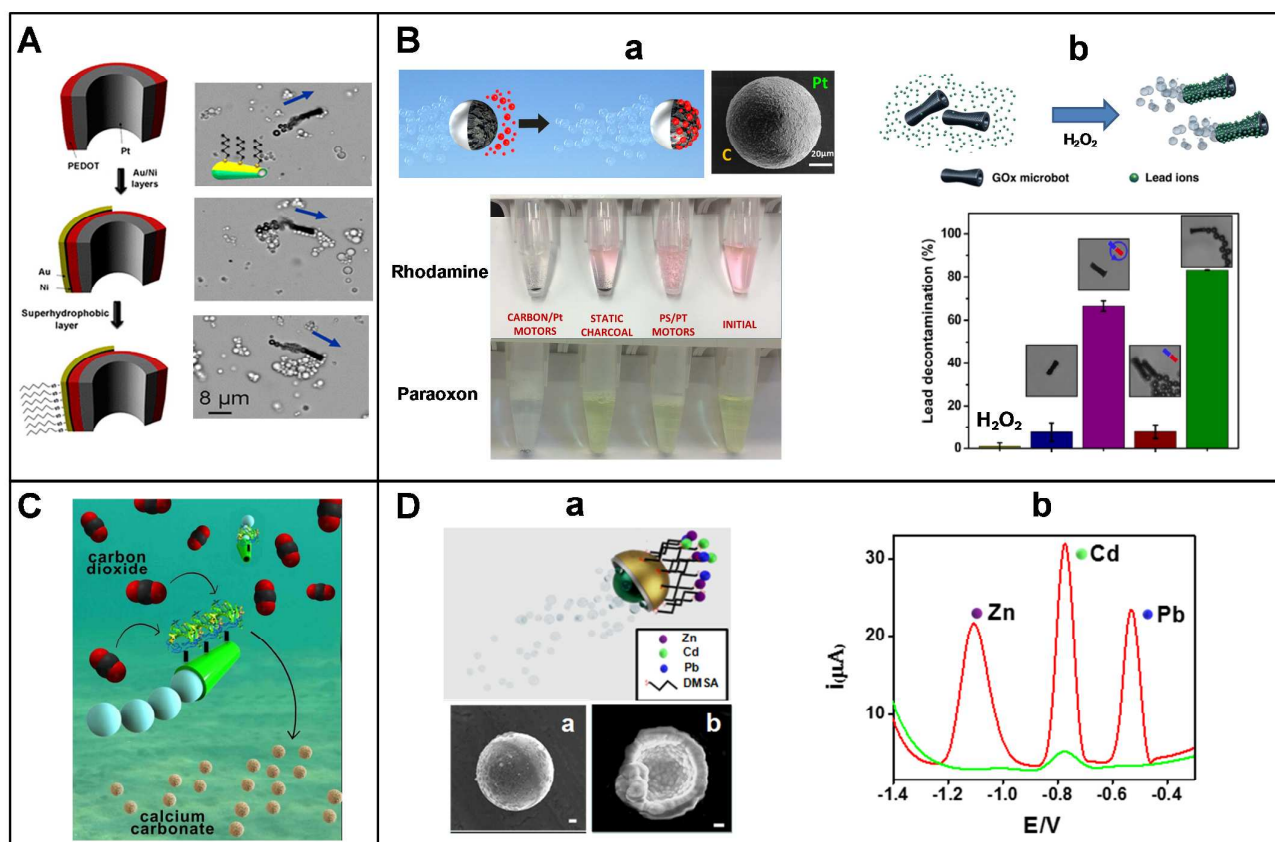 A
PEDOT
Pt
Au/Ni
layers
Au
Ni
Superhydrophobic
layer
8 µm
B
a
Pt
C
20µm
Rhodamine
CARBON/Pt
MOTORS
STATIC
CHARCOAL
PS/PT
MOTORS
INITIAL
Paraoxon
b
H₂O₂
GOx microbot
Lead ions
Lead decontamination (%)
100
80
60
40
20
0
H₂O₂
C
carbon
dioxide
calcium
carbonate
D
a
Zn
Cd
Pb
DMSA
a
b
b
Zn
Cd
Pb
i(µA)
30
20
10
-1.4
-1.2
-1.0
-0.8
-0.6
-0.4
E/V